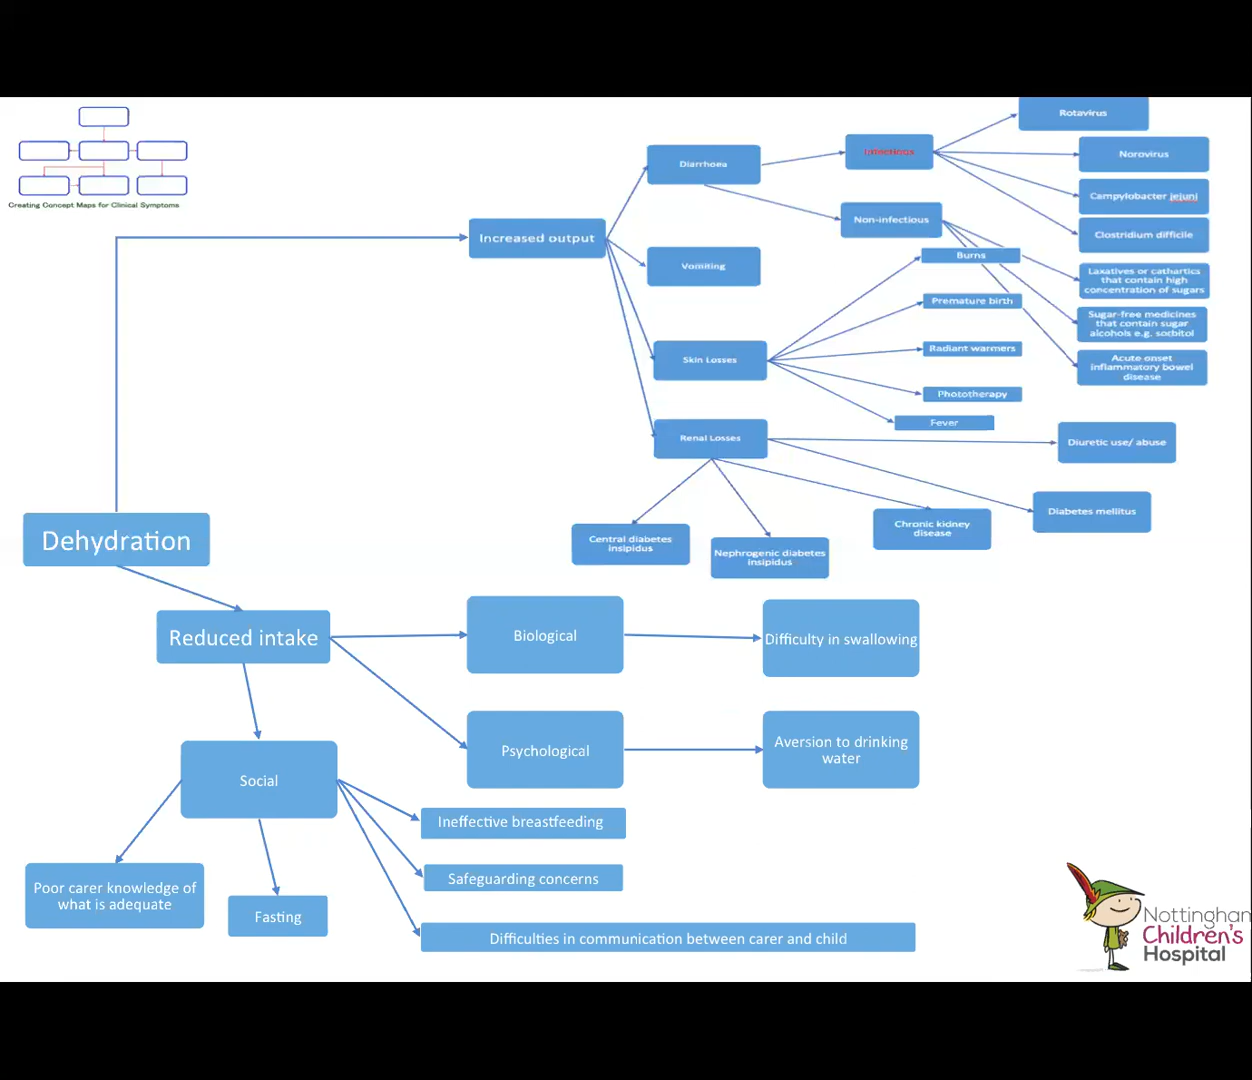 Creating Concept Maps for Clinical Symptoms
Dehydration
Increased output
Diarrhoea
Infectious
Rotavirus
Norovirus
Campylobacter jejuni
Clostridium difficile
Non-infectious
Laxatives or cathartics
that contain high
concentration of sugars
Sugar-free medicines
that contain sugar
alcohols e.g. sorbitol
Acute onset
inflammatory bowel
disease
Vomiting
Skin Losses
Burns
Premature birth
Radiant warmers
Phototherapy
Fever
Renal Losses
Diuretic use/ abuse
Diabetes mellitus
Chronic kidney
disease
Nephrogenic diabetes
insipidus
Central diabetes
insipidus
Reduced intake
Biological
Difficulty in swallowing
Psychological
Aversion to drinking
water
Social
Ineffective breastfeeding
Safeguarding concerns
Difficulties in communication between carer and child
Fasting
Poor carer knowledge of
what is adequate
Nottingham
Children's
Hospital